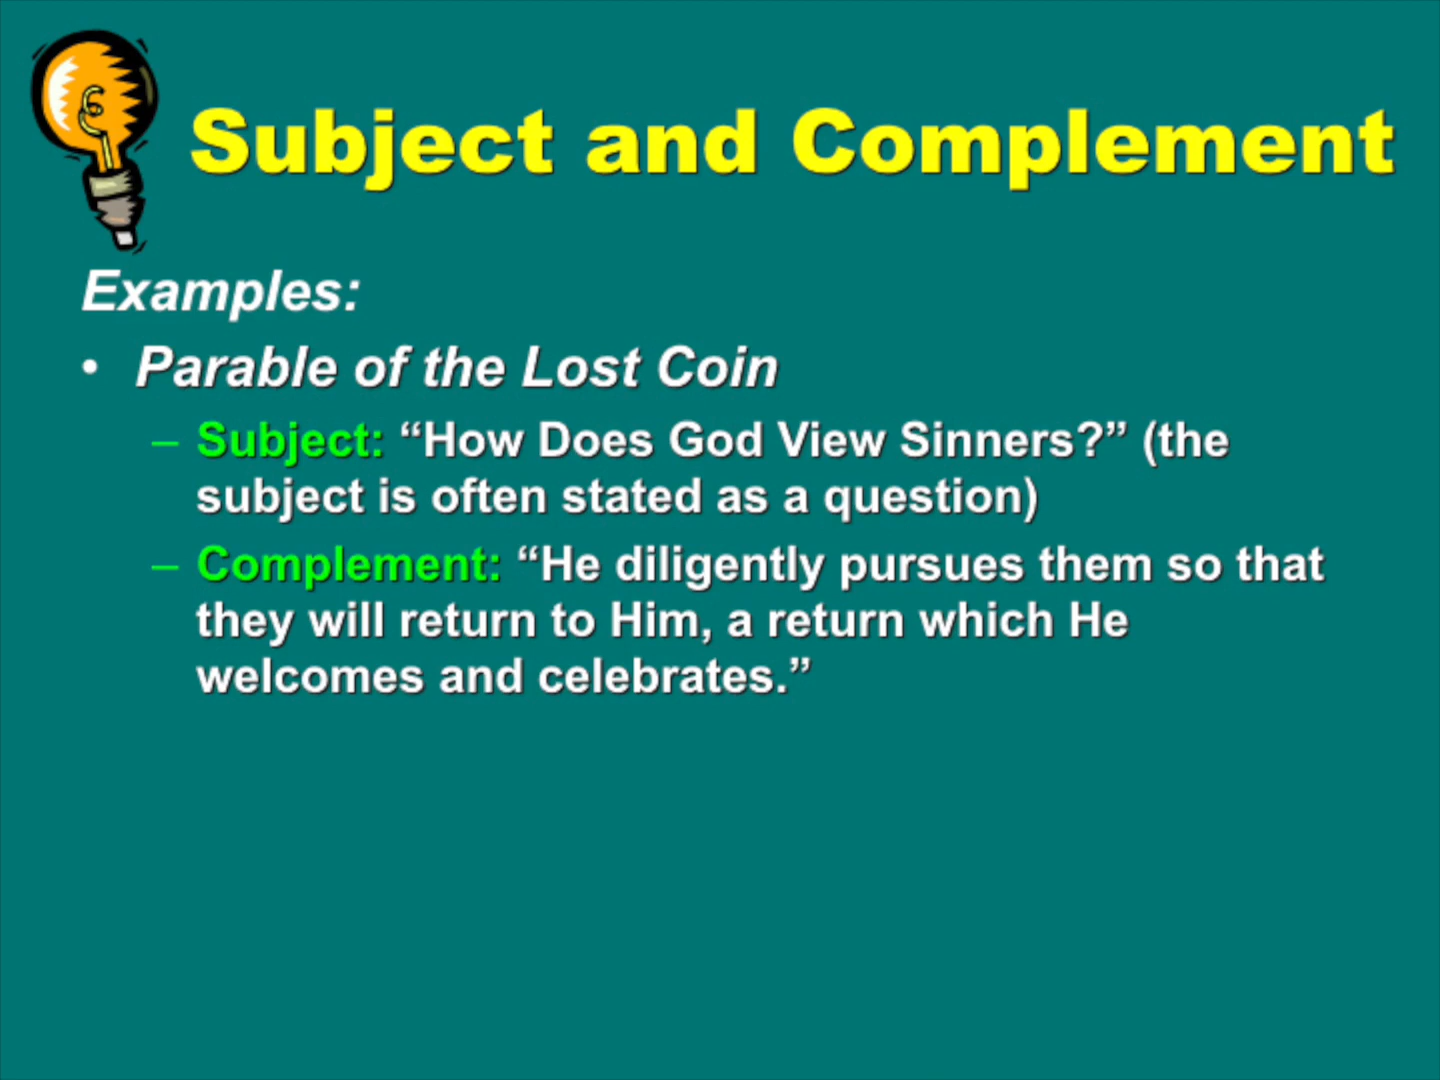 Subject and Complement
Examples:
• Parable of the Lost Coin
– Subject: “How Does God View Sinners?” (the
subject is often stated as a question)
– Complement: “He diligently pursues them so that
they will return to Him, a return which He
welcomes and celebrates.”